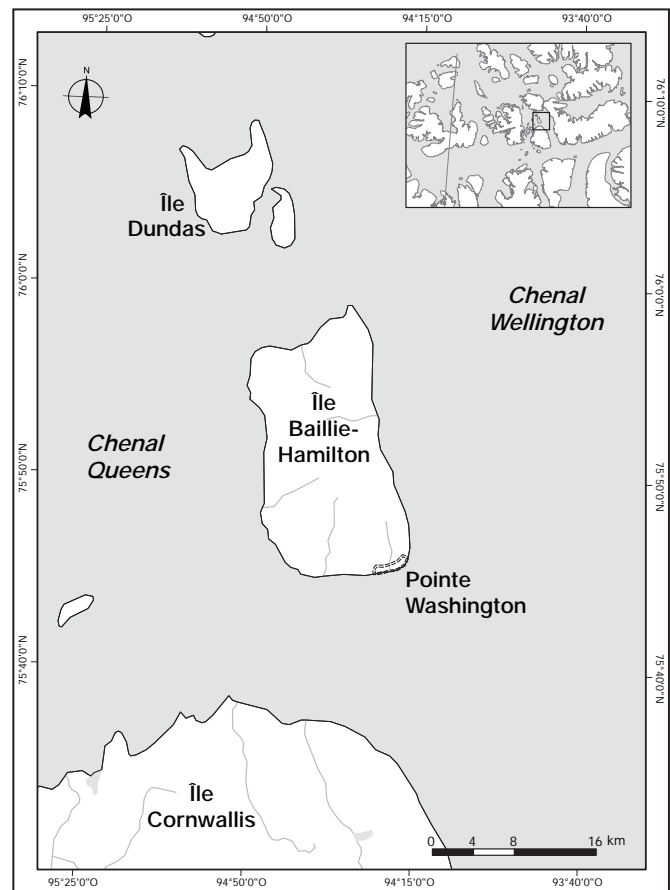 95°25'0"O 94°50'0"O 94°15'0"O 93°40'0"O
76°10'0"N
76°10'0"N
N
Île
Dundas
76°0'0"N
76°0'0"N
Chenal
Wellington
Île
Baillie-
Hamilton
Chenal
Queens
75°50'0"N
75°50'0"N
Pointe
Washington
75°40'0"N
75°40'0"N
Île
Cornwallis
0 4 8 16 km
95°25'0"O 94°50'0"O 94°15'0"O 93°40'0"O